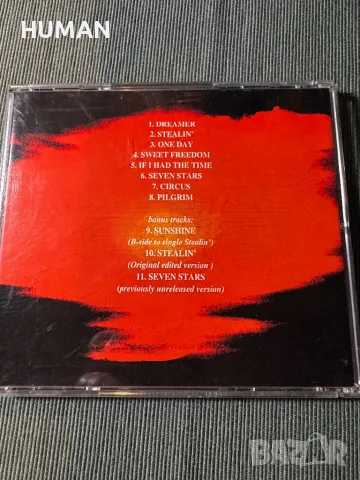 HUMAN
1. DREAMER
2. STEALIN'
3. ONE DAY
4. SWEET FREEDOM
5. IF I HAD THE TIME
6. SEVEN STARS
7. CIRCUS
8. PILGRIM
bonus tracks:
9. SUNSHINE
(B-side to single Stealin')
10. STEALIN'
(Original edited version )
11. SEVEN STARS
(previously unreleased version)
BAZAR